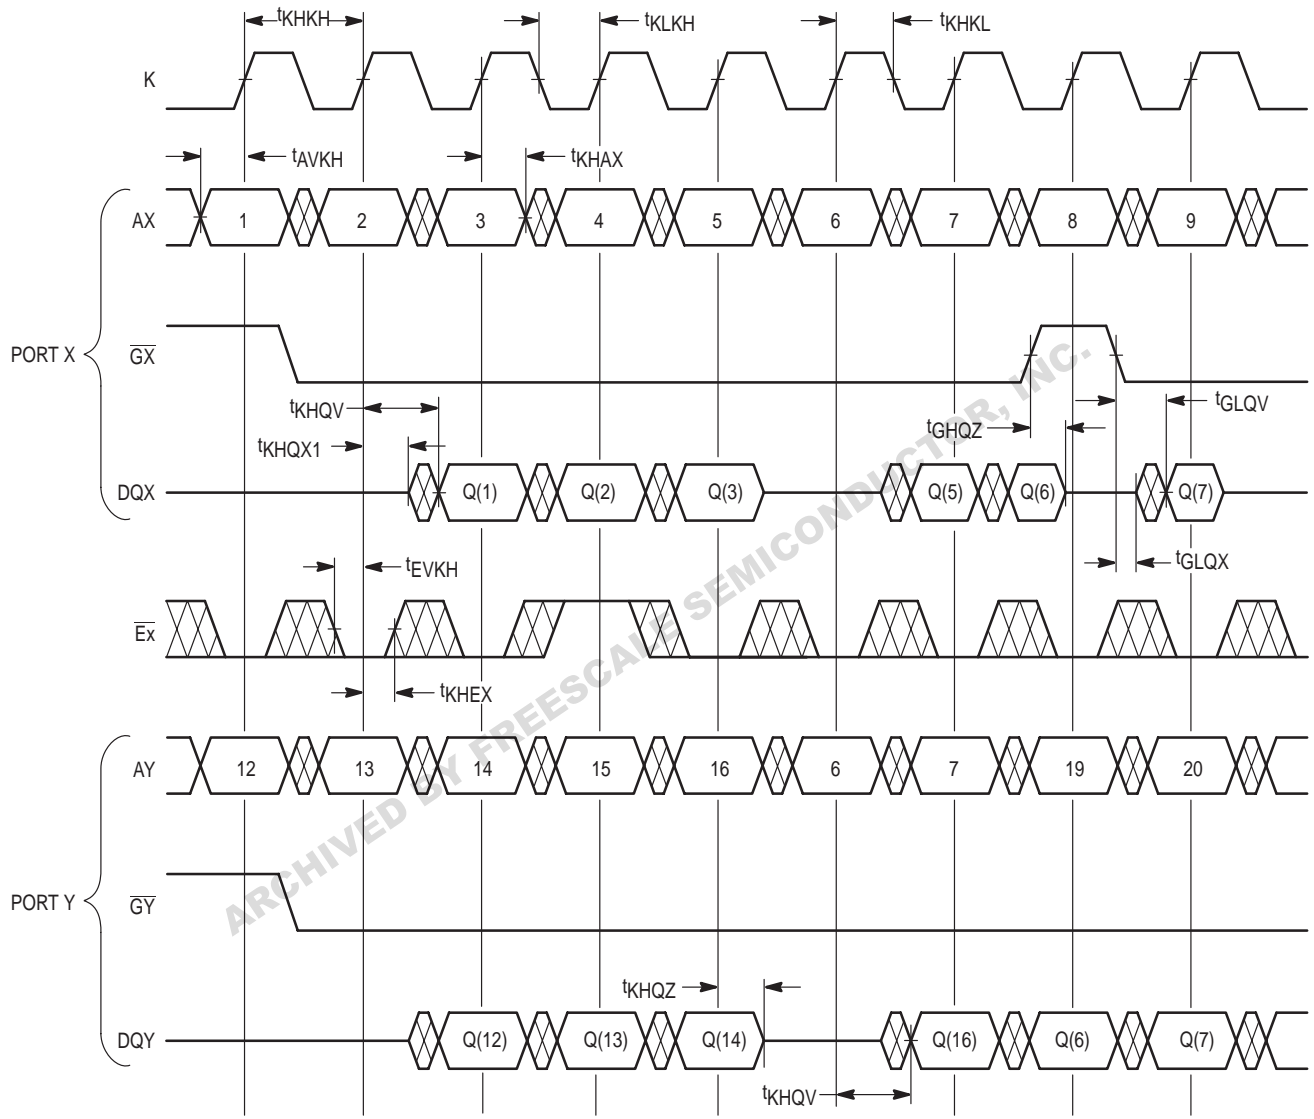 tKHKH tKLKH tKHKL
K
tAVKH tKHAX
AX 1 2 3 4 5 6 7 8 9
PORT X GX
tKHQV tGHQZ tGLQV
tKHQX1
DQX Q(1) Q(2) Q(3) Q(5) Q(6) Q(7)
tEVKH tGLQX
Ex
tKHEX
AY 12 13 14 15 16 6 7 19 20
PORT Y GY
tKHQZ
DQY Q(12) Q(13) Q(14) Q(16) Q(6) Q(7)
tKHQV
ARCHIVED BY FREESCALE SEMICONDUCTOR, INC.